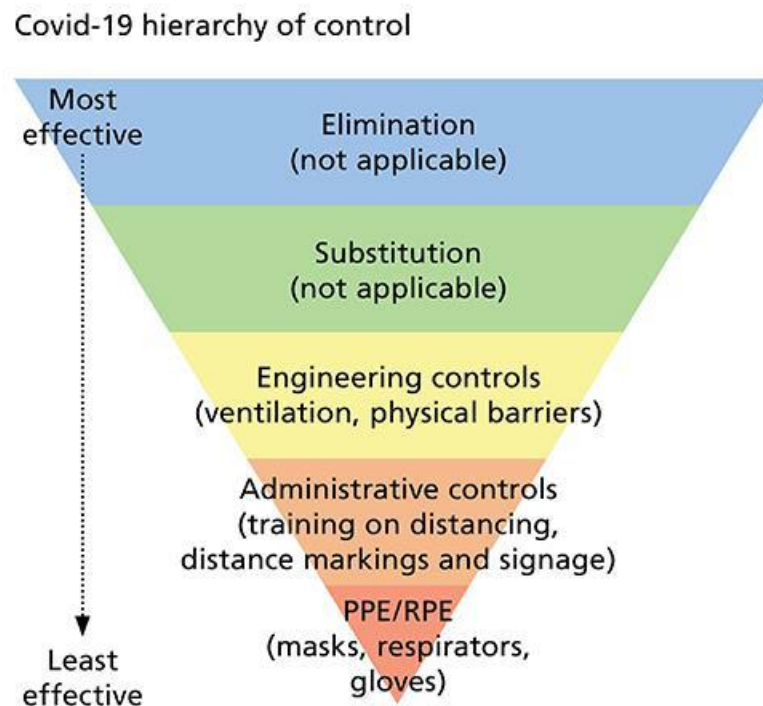 Covid-19 hierarchy of control
Most
effective
Elimination
(not applicable)
Substitution
(not applicable)
Engineering controls
(ventilation, physical barriers)
Administrative controls
(training on distancing,
distance markings and signage)
PPE/RPE
(masks, respirators,
gloves)
Least
effective